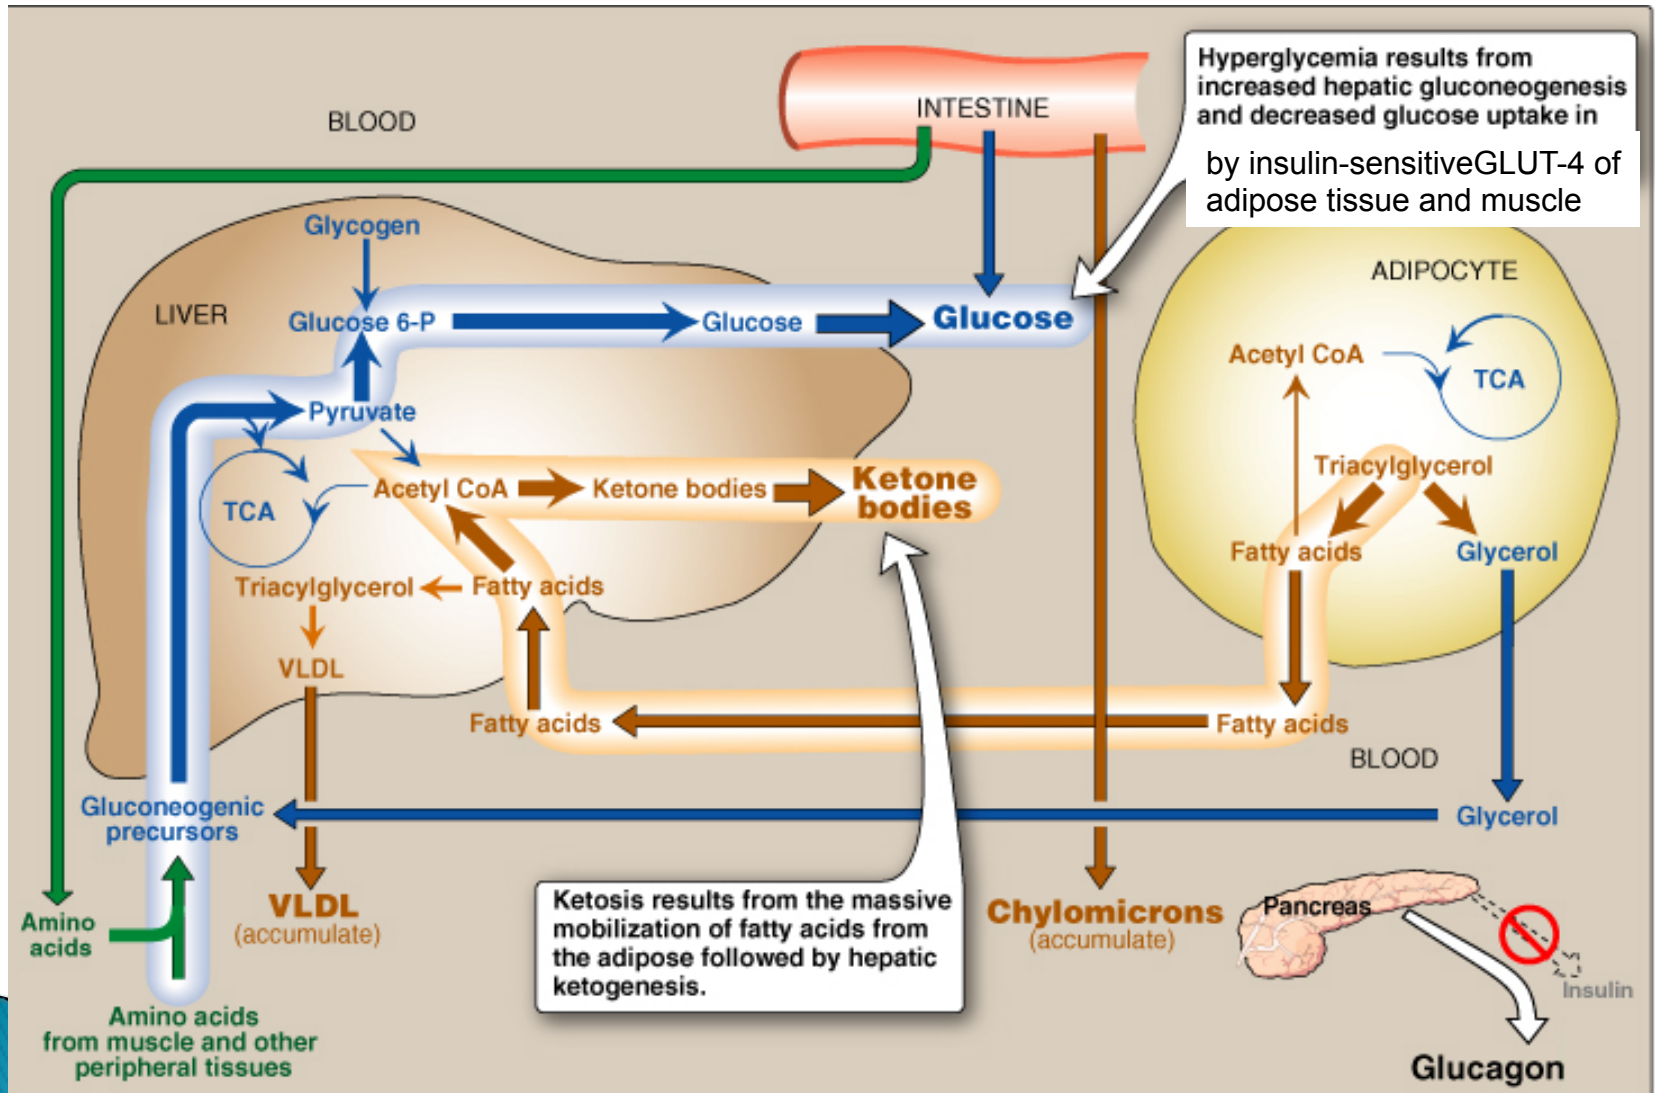 Hyperglycemia results from
increased hepatic gluconeogenesis
and decreased glucose uptake in
by insulin-sensitiveGLUT-4 of
adipose tissue and muscle
INTESTINE
BLOOD
Glycogen
LIVER
Glucose 6-P
Glucose
Glucose
ADIPOCYTE
Acetyl CoA
TCA
Pyruvate
Triacylglycerol
TCA
Acetyl CoA
Ketone bodies
Ketone
bodies
Fatty acids
Glycerol
Triacylglycerol
Fatty acids
VLDL
Fatty acids
Fatty acids
BLOOD
Gluconeogenic
precursors
Glycerol
Amino
acids
VLDL
(accumulate)
Ketosis results from the massive
mobilization of fatty acids from
the adipose followed by hepatic
ketogenesis.
Chylomicrons
(accumulate)
Pancreas
Insulin
Amino acids
from muscle and other
peripheral tissues
Glucagon